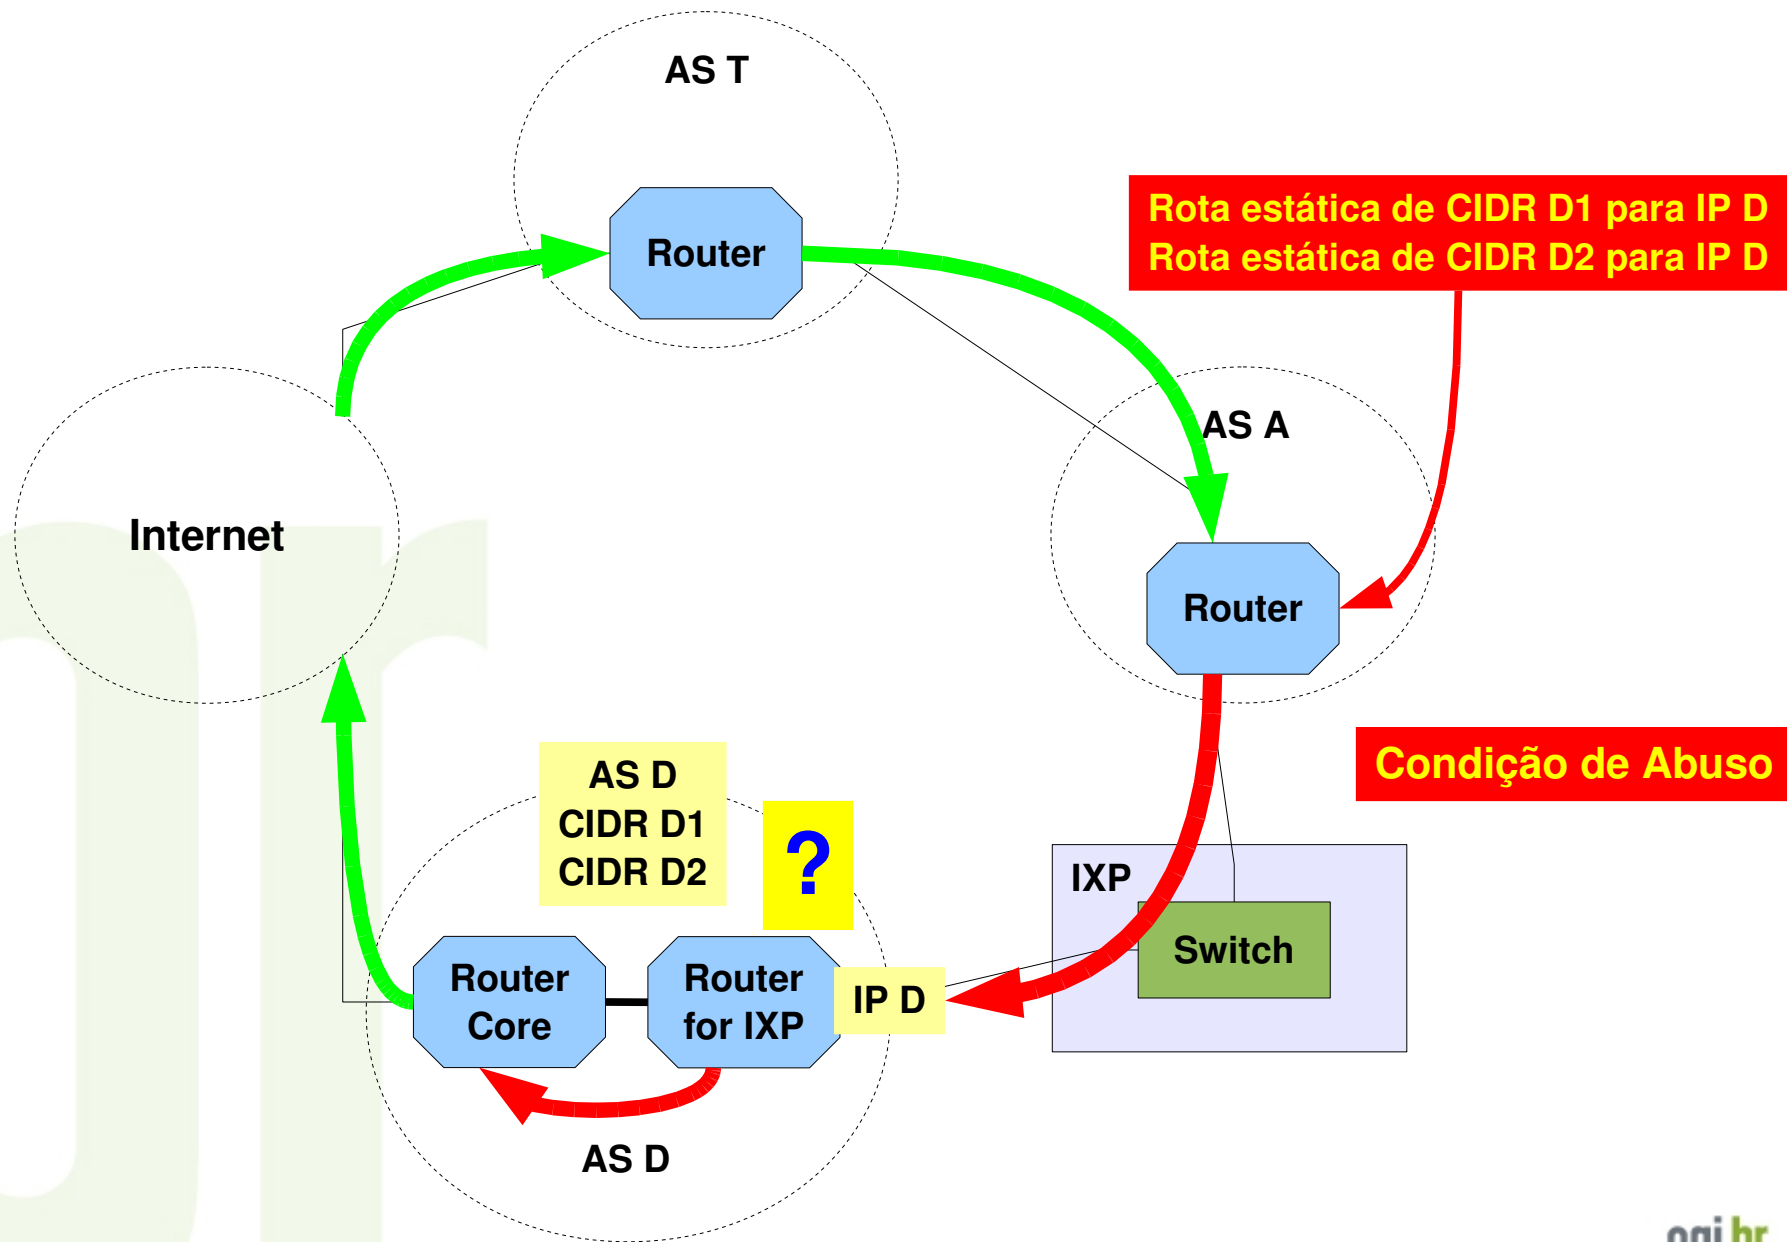 AS T
Router
Rota estática de CIDR D1 para IP D
Rota estática de CIDR D2 para IP D
AS A
Internet
Router
Condição de Abuso
AS D
CIDR D1
CIDR D2
?
IXP
Switch
Router
Core
Router
for IXP
IP D
AS D